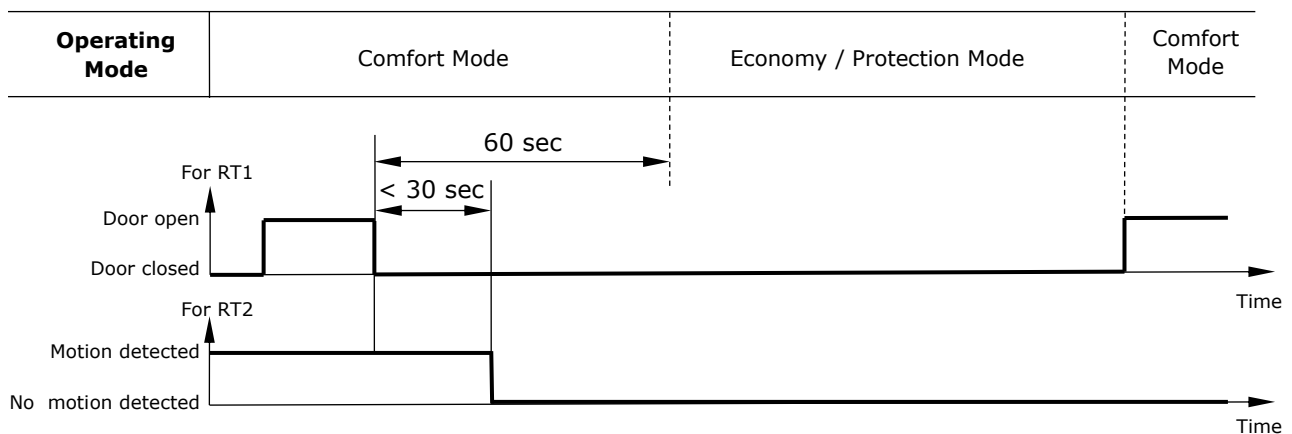 Operating
Mode
Comfort Mode
Economy / Protection Mode
Comfort
Mode
60 sec
For RT1
< 30 sec
Door open
Door closed
Time
For RT2
Motion detected
No motion detected
Time